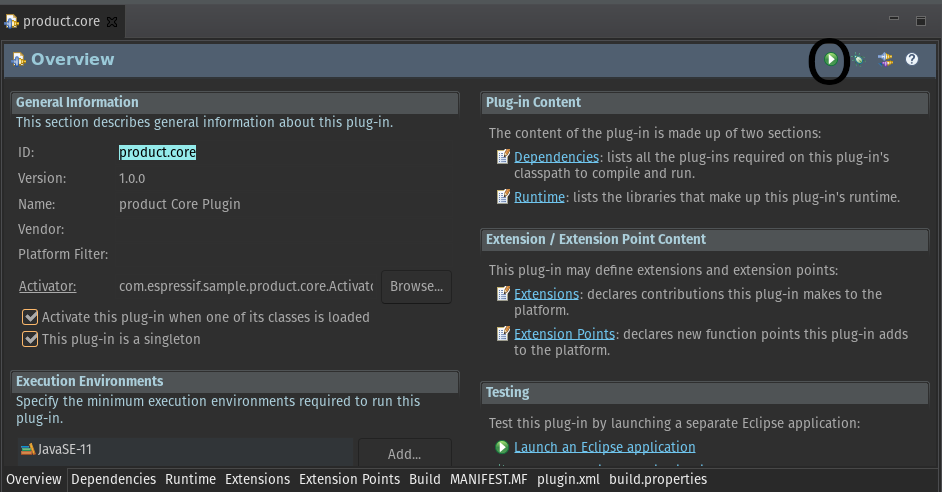 product.core
Overview
General Information
This section describes general information about this plug-in.
ID: product.core
Version: 1.0.0
Name: product Core Plugin
Vendor:
Platform Filter:
Activator: com.espressif.sample.product.core.Activato Browse...
Activate this plug-in when one of its classes is loaded
This plug-in is a singleton
Execution Environments
Specify the minimum execution environments required to run this
plug-in.
JavaSE-11
Add...
Plug-in Content
The content of the plug-in is made up of two sections:
Dependencies: lists all the plug-ins required on this plug-in's
classpath to compile and run.
Runtime: lists the libraries that make up this plug-in's runtime.
Extension / Extension Point Content
This plug-in may define extensions and extension points:
Extensions: declares contributions this plug-in makes to the
platform.
Extension Points: declares new function points this plug-in adds
to the platform.
Testing
Test this plug-in by launching a separate Eclipse application:
Launch an Eclipse application
Overview Dependencies Runtime Extensions Extension Points Build MANIFEST.MF plugin.xml build.properties